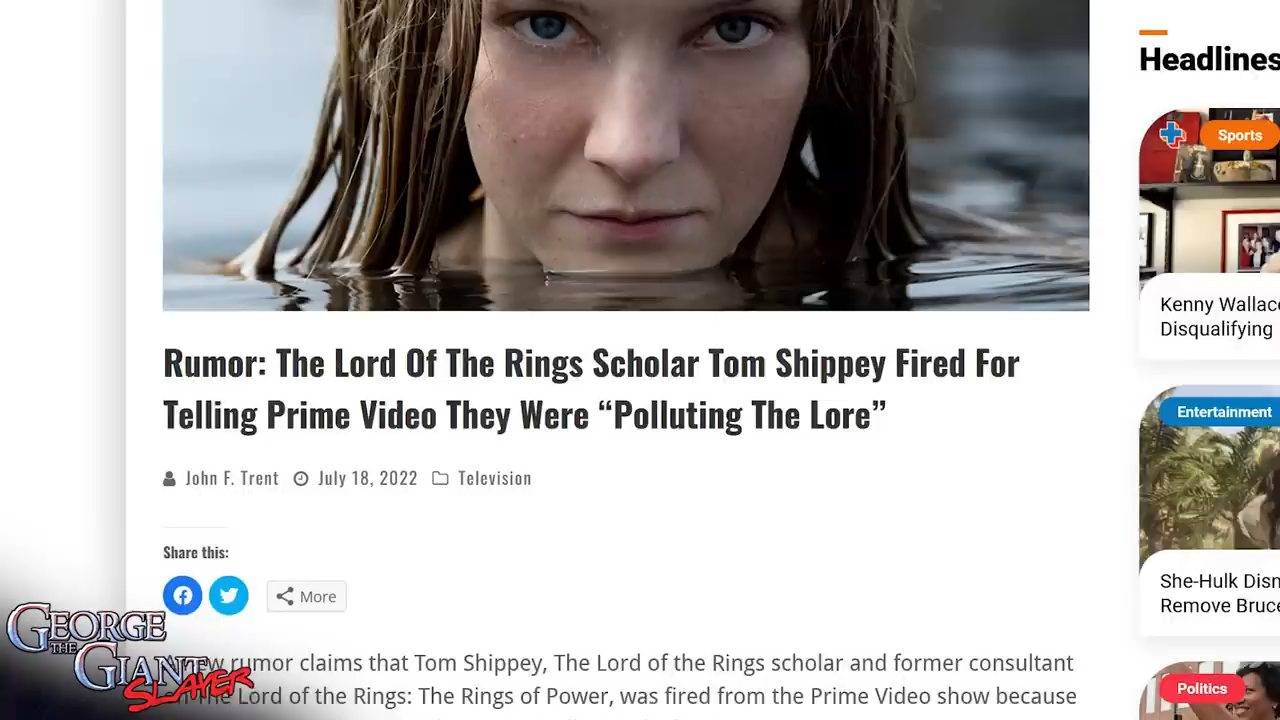 Headlines
Sports
Kenny Wallace
Disqualifying
Rumor: The Lord Of The Rings Scholar Tom Shippey Fired For
Telling Prime Video They Were “Polluting The Lore”
John F. Trent July 18, 2022 Television
Entertainment
Share this:
More
She-Hulk
Remove Bruce
GEORGE
THE
GIANT
SLAYER
rumor claims that Tom Shippey, The Lord of the Rings scholar and former consultant
Lord of the Rings: The Rings of Power, was fired from the Prime Video show because
Politics